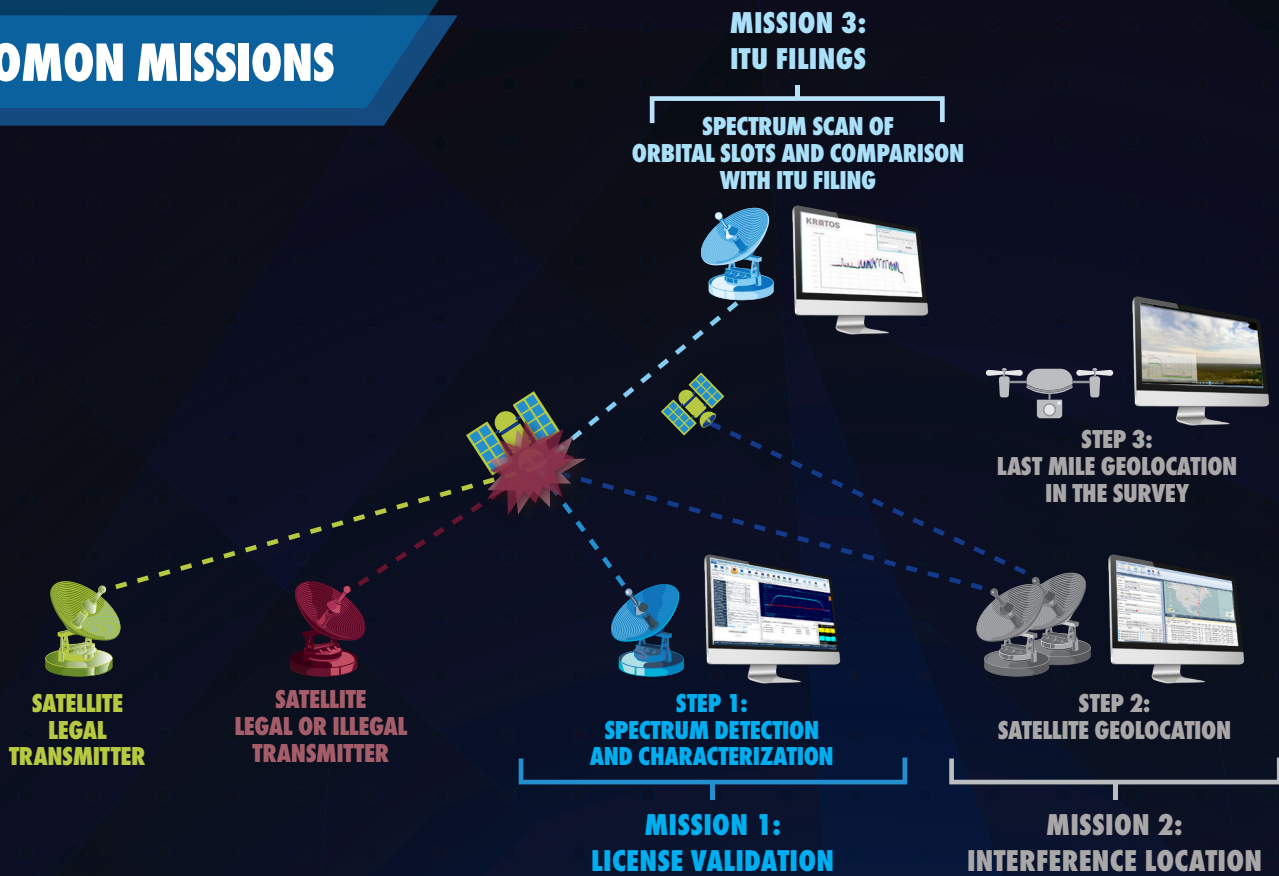 OMON MISSIONS
MISSION 3:
ITU FILINGS
SPECTRUM SCAN OF
ORBITAL SLOTS AND COMPARISON
WITH ITU FILING
KRATOS
STEP 3:
LAST MILE GEOLOCATION
IN THE SURVEY
SATELLITE
LEGAL
TRANSMITTER
SATELLITE
LEGAL OR ILLEGAL
TRANSMITTER
STEP 1:
SPECTRUM DETECTION
AND CHARACTERIZATION
STEP 2:
SATELLITE GEOLOCATION
MISSION 1:
LICENSE VALIDATION
MISSION 2:
INTERFERENCE LOCATION